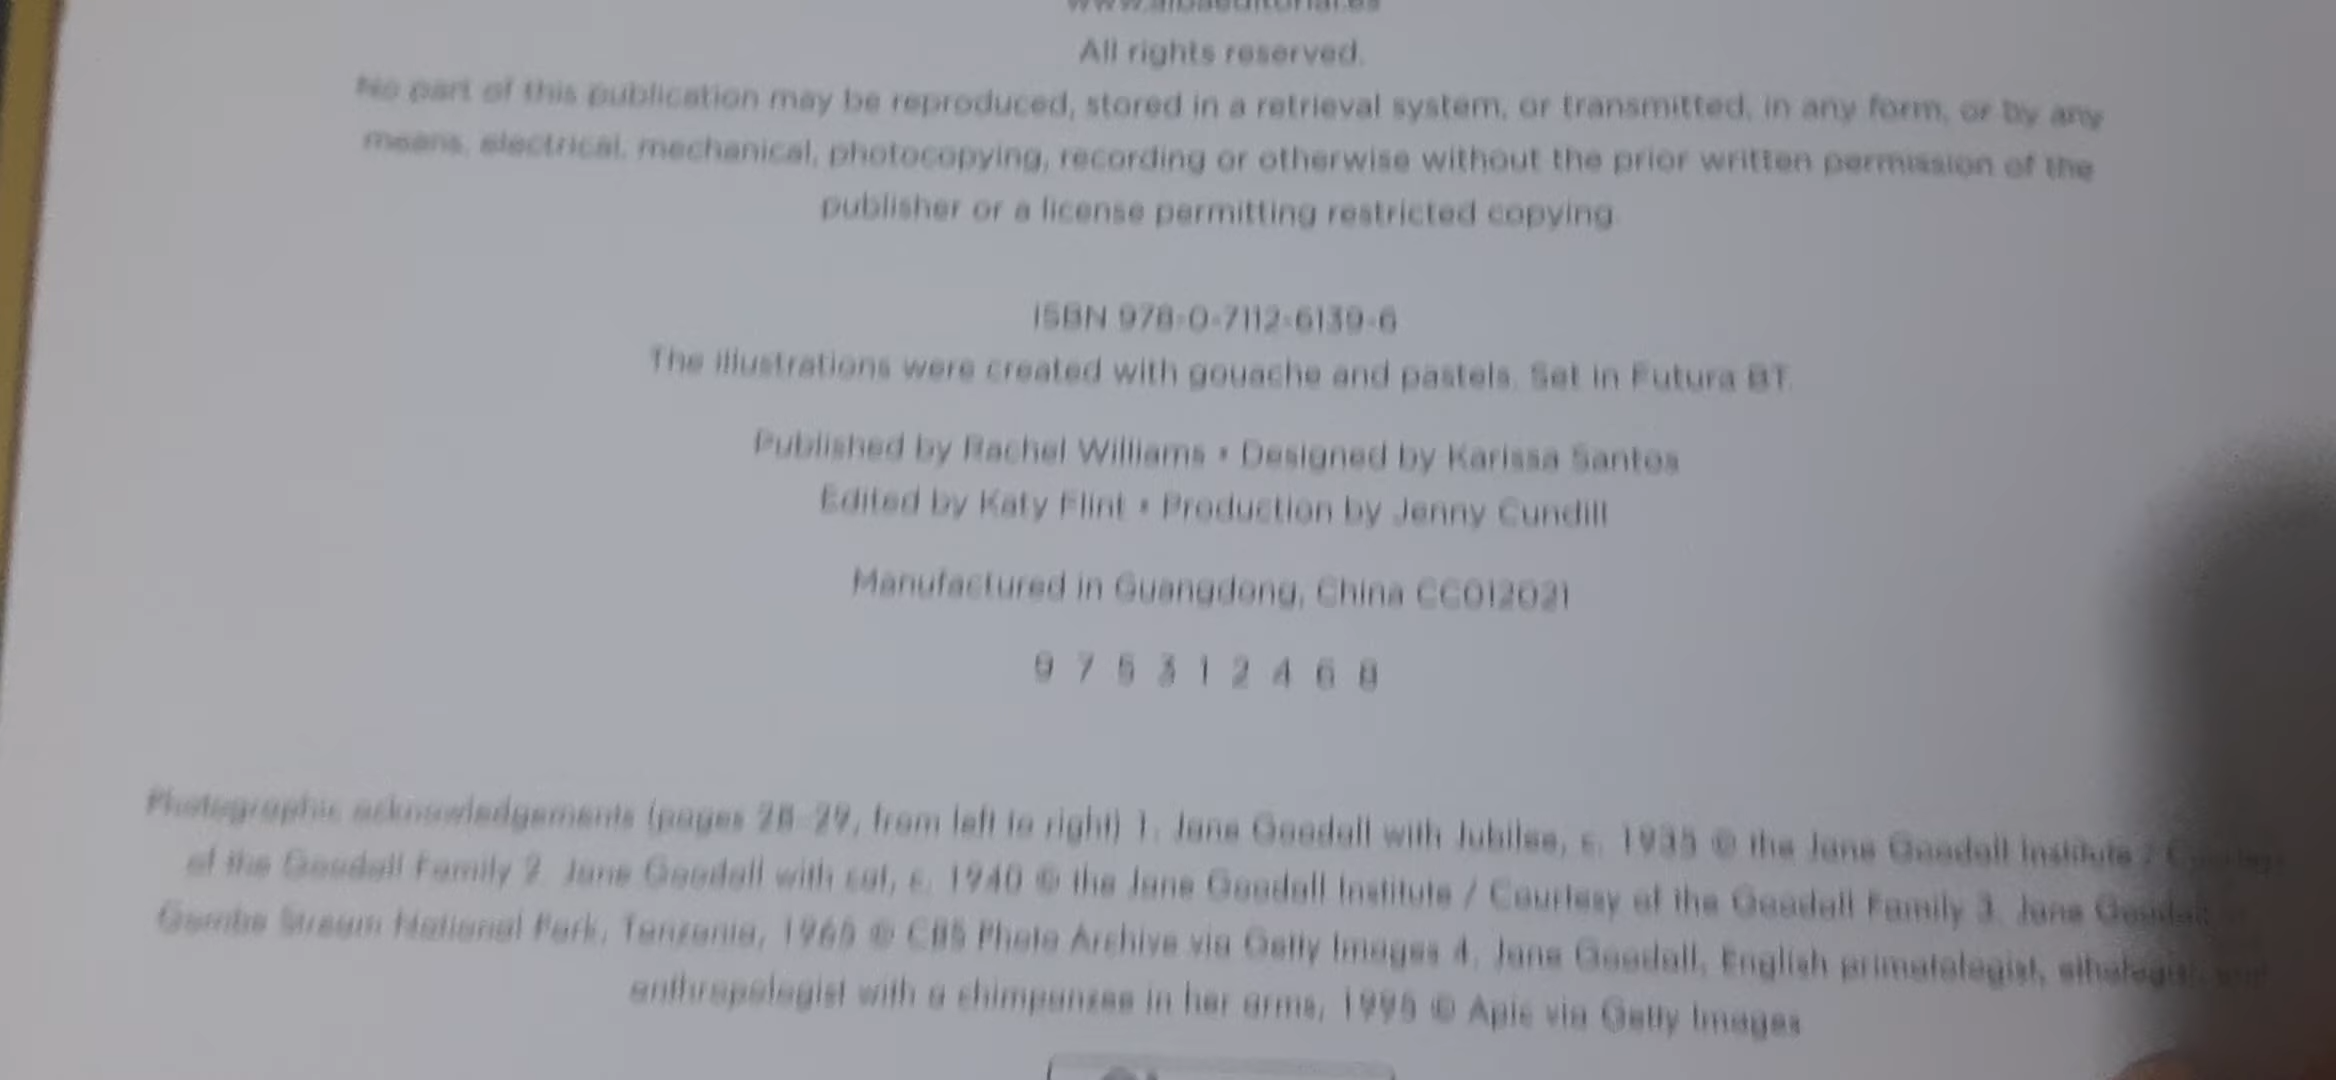 www.albaeditorial.es
All rights reserved.
No part of this publication may be reproduced, stored in a retrieval system, or transmitted, in any form, or by any
means, electrical, mechanical, photocopying, recording or otherwise without the prior written permission of the
publisher or a license permitting restricted copying.
ISBN 978-0-7112-6139-6
The illustrations were created with gouache and pastels. Set in Futura BT.
Published by Rachel Williams • Designed by Karissa Santos
Edited by Katy Flint • Production by Jenny Cundill
Manufactured in Guangdong, China CC012021
9 7 5 3 1 2 4 6 8
Photographic acknowledgements (pages 28-29, from left to right) 1. Jane Goodall with Jubilee, c. 1935 © the Jane Goodall Institute /
of the Goodall Family 2. Jane Goodall with cat, c. 1940 © the Jane Goodall Institute / Courtesy of the Goodall Family 3. Jane Goodall
Gombe Stream National Park, Tanzania, 1965 © CBS Photo Archive via Getty Images 4. Jane Goodall, English primatologist, ethologist,
anthropologist with a chimpanzee in her arms, 1995 © Apic via Getty Images